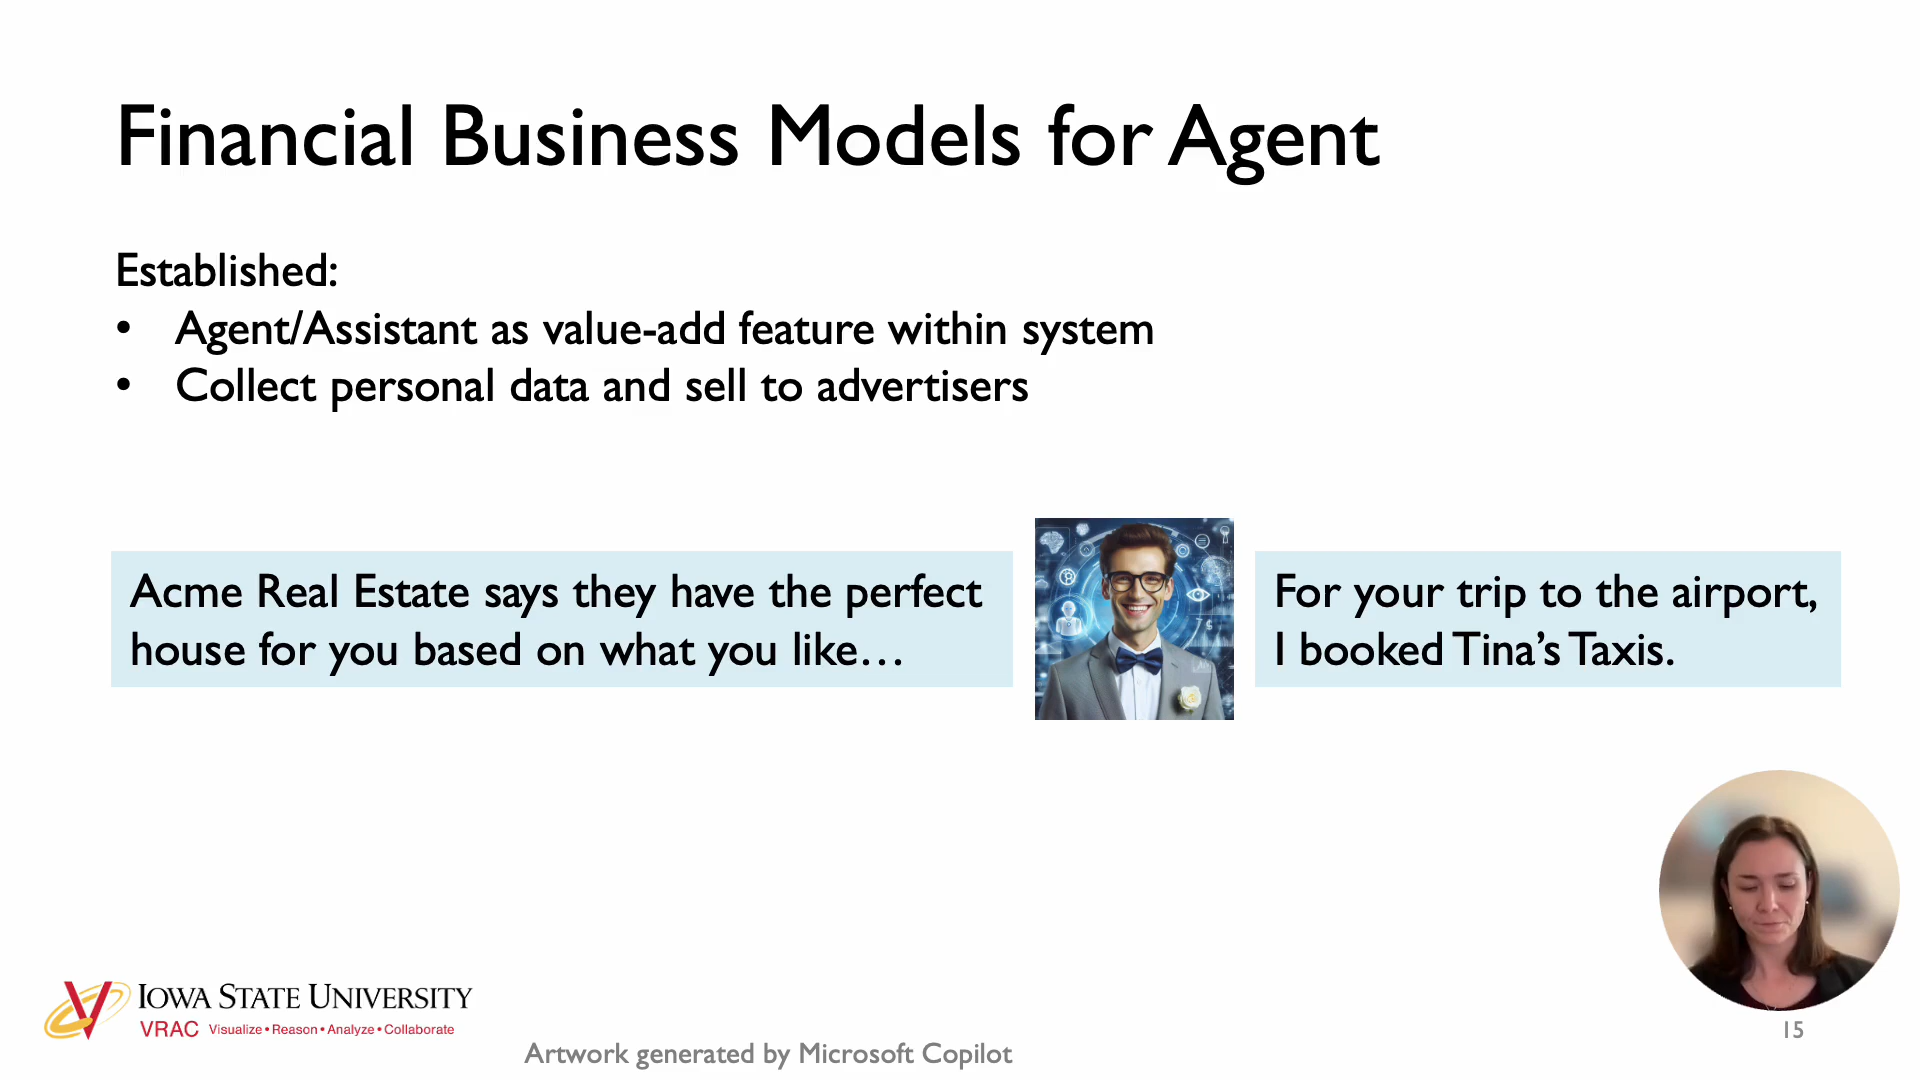 Financial Business Models for Agent
Established:
• Agent/Assistant as value-add feature within system
• Collect personal data and sell to advertisers
Acme Real Estate says they have the perfect
house for you based on what you like…
For your trip to the airport,
I booked Tina’s Taxis.
IOWA STATE UNIVERSITY
VRAC Visualize • Reason • Analyze • Collaborate
Artwork generated by Microsoft Copilot
15